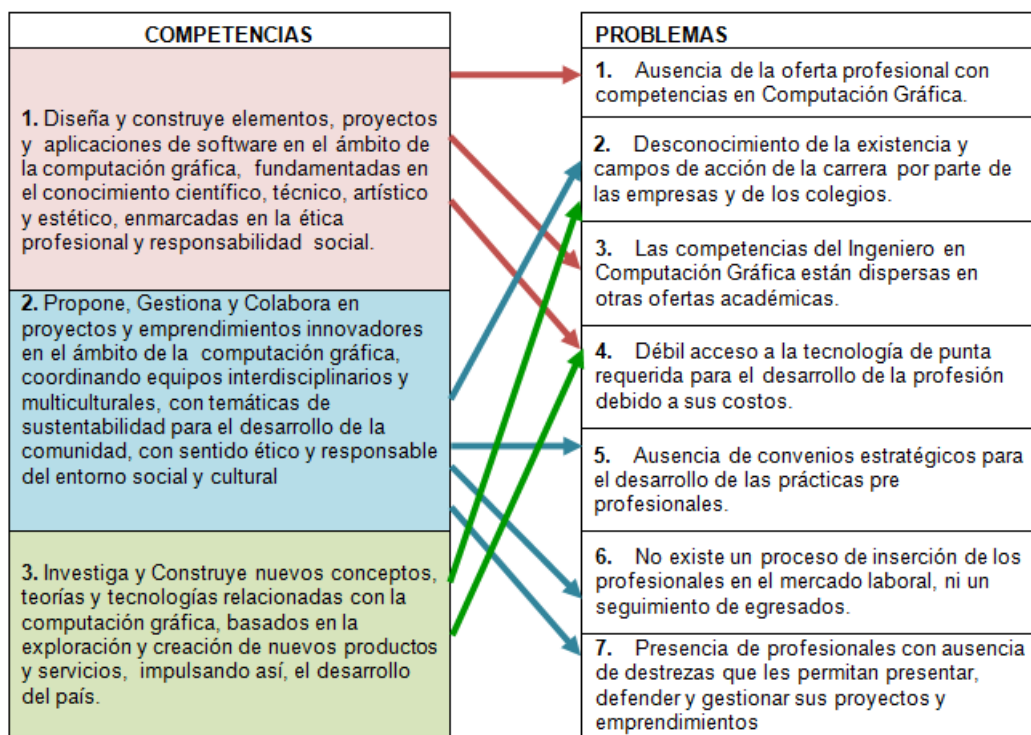 COMPETENCIAS
1. Diseña y construye elementos, proyectos
y aplicaciones de software en el ámbito de
la computación gráfica, fundamentadas en
el conocimiento científico, técnico, artístico
y estético, enmarcadas en la ética
profesional y responsabilidad social.
2. Propone, Gestiona y Colabora en
proyectos y emprendimientos innovadores
en el ámbito de la computación gráfica,
coordinando equipos interdisciplinarios y
multiculturales, con temáticas de
sustentabilidad para el desarrollo de la
comunidad, con sentido ético y responsable
del entorno social y cultural
3. Investiga y Construye nuevos conceptos,
teorías y tecnologías relacionadas con la
computación gráfica, basados en la
exploración y creación de nuevos productos
y servicios, impulsando así, el desarrollo
del país.
PROBLEMAS
1. Ausencia de la oferta profesional con
competencias en Computación Gráfica.
2. Desconocimiento de la existencia y
campos de acción de la carrera por parte de
las empresas y de los colegios.
3. Las competencias del Ingeniero en
Computación Gráfica están dispersas en
otras ofertas académicas.
4. Débil acceso a la tecnología de punta
requerida para el desarrollo de la profesión
debido a sus costos.
5. Ausencia de convenios estratégicos para
el desarrollo de las prácticas pre
profesionales.
6. No existe un proceso de inserción de los
profesionales en el mercado laboral, ni un
seguimiento de egresados.
7. Presencia de profesionales con ausencia
de destrezas que les permitan presentar,
defender y gestionar sus proyectos y
emprendimientos